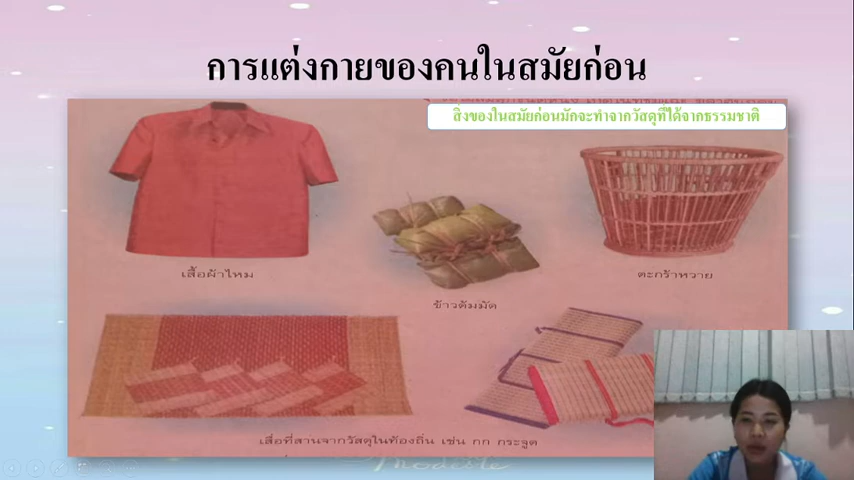 การแต่งกายของคนในสมัยก่อน
สิ่งของในสมัยก่อนมักจะทำจากวัสดุที่ได้จากธรรมชาติ
เสื้อผ้าไหม
ข้าวต้มมัด
ตะกร้าหวาย
เสื่อที่สานจากวัสดุในท้องถิ่น เช่น กก กระจูด